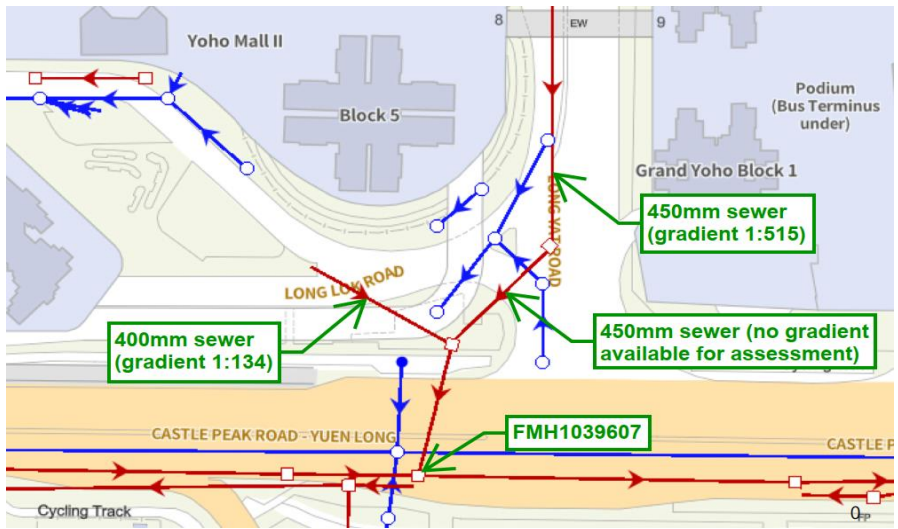 8
EW
9
Yoho Mall II
Podium
(Bus Terminus
under)
Block 5
Grand Yoho Block 1
450mm sewer
(gradient 1:515)
LONG YAT ROAD
LONG LOK ROAD
400mm sewer
(gradient 1:134)
450mm sewer (no gradient
available for assessment)
FMH1039607
CASTLE PEAK ROAD - YUEN LONG
CASTLE P
Cycling Track
0
FP